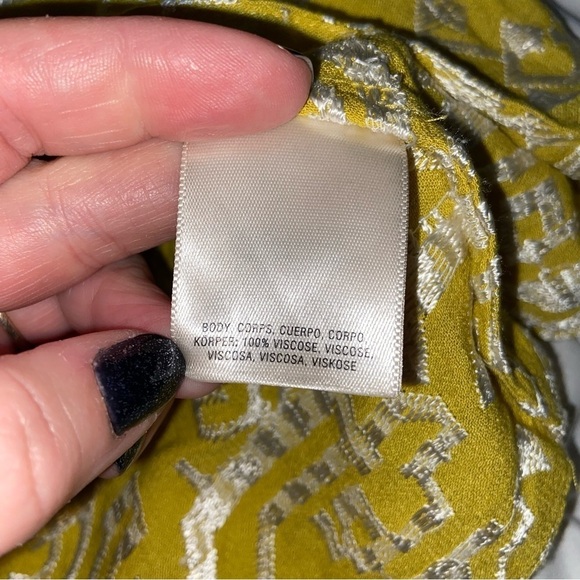 BODY, CORPS, CUERPO, CORPO,
KÖRPER: 100% VISCOSE, VISCOSE,
VISCOSA, VISCOSA, VISKOSE